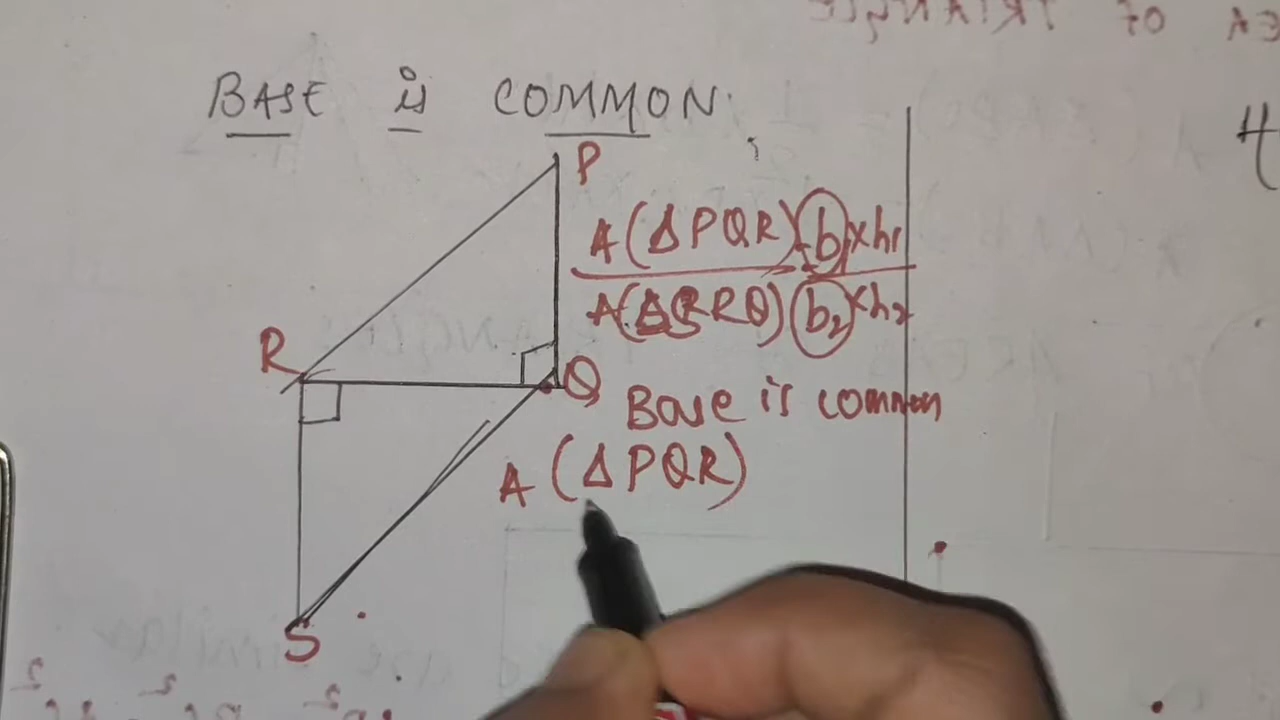 BASE is COMMON
P
A(ΔPQR) = b1×h1
A(ΔSRQ) b2×h2
R
Q
Base is common
A(ΔPQR)
S